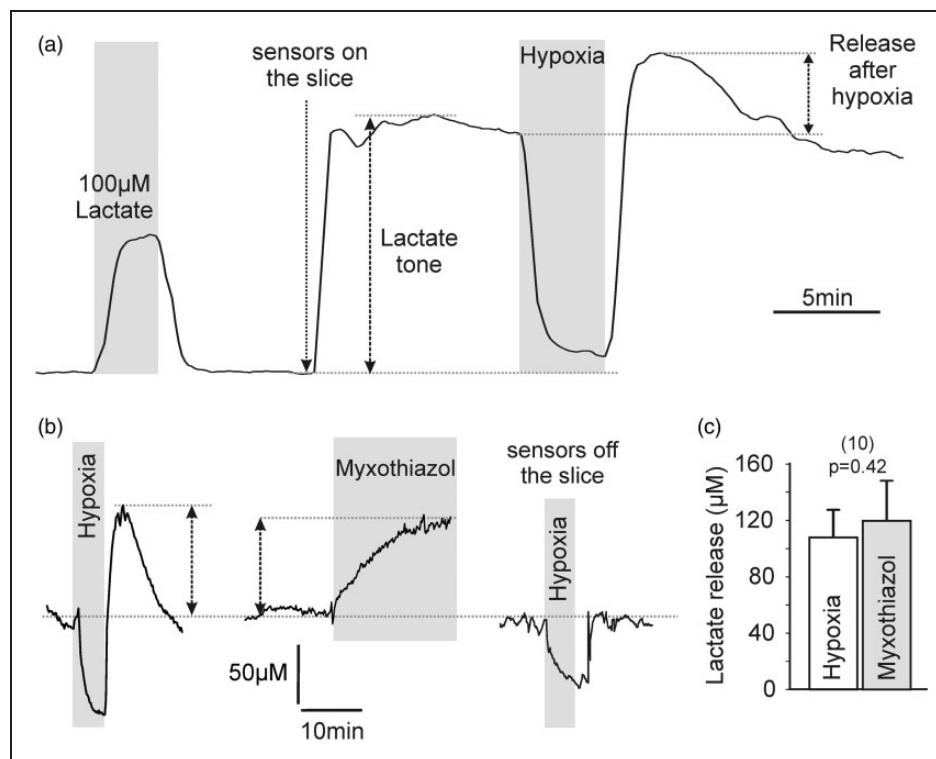 (a)
sensors on
the slice
Hypoxia
Release
after
hypoxia
100μM
Lactate
Lactate
tone
5min
(b)
Hypoxia
Myxothiazol
sensors off
the slice
Hypoxia
50μM
10min
(c)
(10)
p=0.42
Lactate release (μM)
160
120
80
40
0
Hypoxia
Myxothiazol